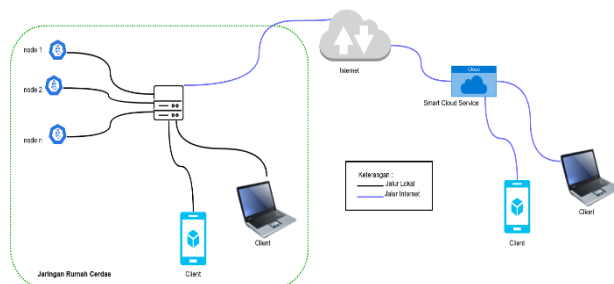 node 1
node 2
node n
Internet
Cloud
Smart Cloud Service
Keterangan :
Jalur Lokal
Jalur Internet
Client
Client
Client
Client
Jaringan Rumah Cerdas